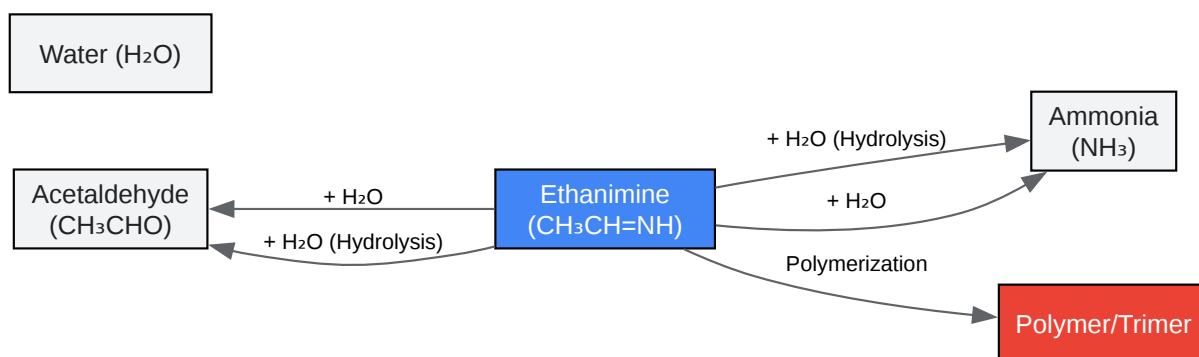 Water (H₂O)
Ammonia
(NH₃)
+ H₂O (Hydrolysis)
Acetaldehyde
(CH₃CHO)
+ H₂O
Ethanimine
(CH₃CH=NH)
+ H₂O
+ H₂O (Hydrolysis)
Polymerization
Polymer/Trimer